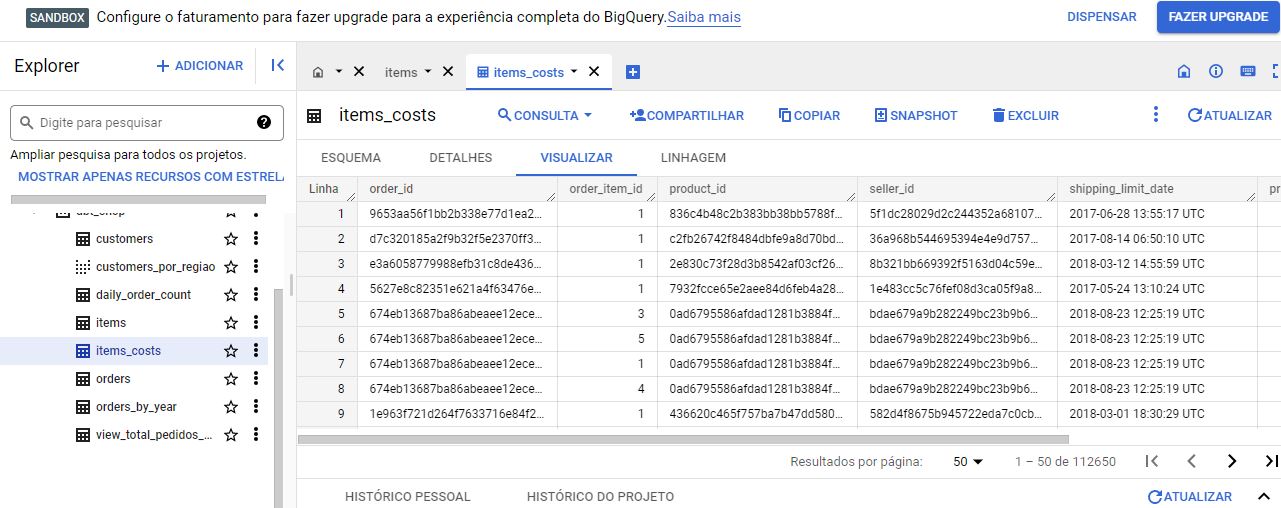 SANDBOX Configure o faturamento para fazer upgrade para a experiência completa do BigQuery. Saiba mais DISPENSAR FAZER UPGRADE
Explorer + ADICIONAR
Digite para pesquisar
Ampliar pesquisa para todos os projetos.
MOSTRAR APENAS RECURSOS COM ESTRELA
customers
customers_por_regiao
daily_order_count
items
items_costs
orders
orders_by_year
view_total_pedidos_...
items items_costs
items_costs CONSULTA COMPARTILHAR COPIAR SNAPSHOT EXCLUIR ATUALIZAR
ESQUEMA DETALHES VISUALIZAR LINHAGEM
Linha order_id order_item_id product_id seller_id shipping_limit_date pr
1 9653aa56f1bb2b338e77d1ea2... 1 836c4b48c2b383bb38bb5788f... 5f1dc28029d2c244352a68107... 2017-06-28 13:55:17 UTC
2 d7c320185a2f9b32f5e2370ff3... 1 c2fb26742f8484dbfe9a8d70bd... 36a968b544695394e4e9d757... 2017-08-14 06:50:10 UTC
3 e3a6058779988efb31c8de436... 1 2e830c73f28d3b8542af03cf26... 8b321bb669392f5163d04c59e... 2018-03-12 14:55:59 UTC
4 5627e8c82351e621a4f63476e... 1 7932fcce65e2aee84d6feb4a28... 1e483cc5c76fef08d3ca05f9a8... 2017-05-24 13:10:24 UTC
5 674eb13687ba86abeaee12ece... 3 0ad6795586afdad1281b3884f... bdae679a9b282249bc23b9b6... 2018-08-23 12:25:19 UTC
6 674eb13687ba86abeaee12ece... 5 0ad6795586afdad1281b3884f... bdae679a9b282249bc23b9b6... 2018-08-23 12:25:19 UTC
7 674eb13687ba86abeaee12ece... 1 0ad6795586afdad1281b3884f... bdae679a9b282249bc23b9b6... 2018-08-23 12:25:19 UTC
8 674eb13687ba86abeaee12ece... 4 0ad6795586afdad1281b3884f... bdae679a9b282249bc23b9b6... 2018-08-23 12:25:19 UTC
9 1e963f721d264f7633716e84f2... 1 436620c465f757ba7b47dd580... 582d4f8675b945722eda7c0cb... 2018-03-01 18:30:29 UTC
Resultados por página: 50 1 – 50 de 112650
HISTÓRICO PESSOAL HISTÓRICO DO PROJETO ATUALIZAR